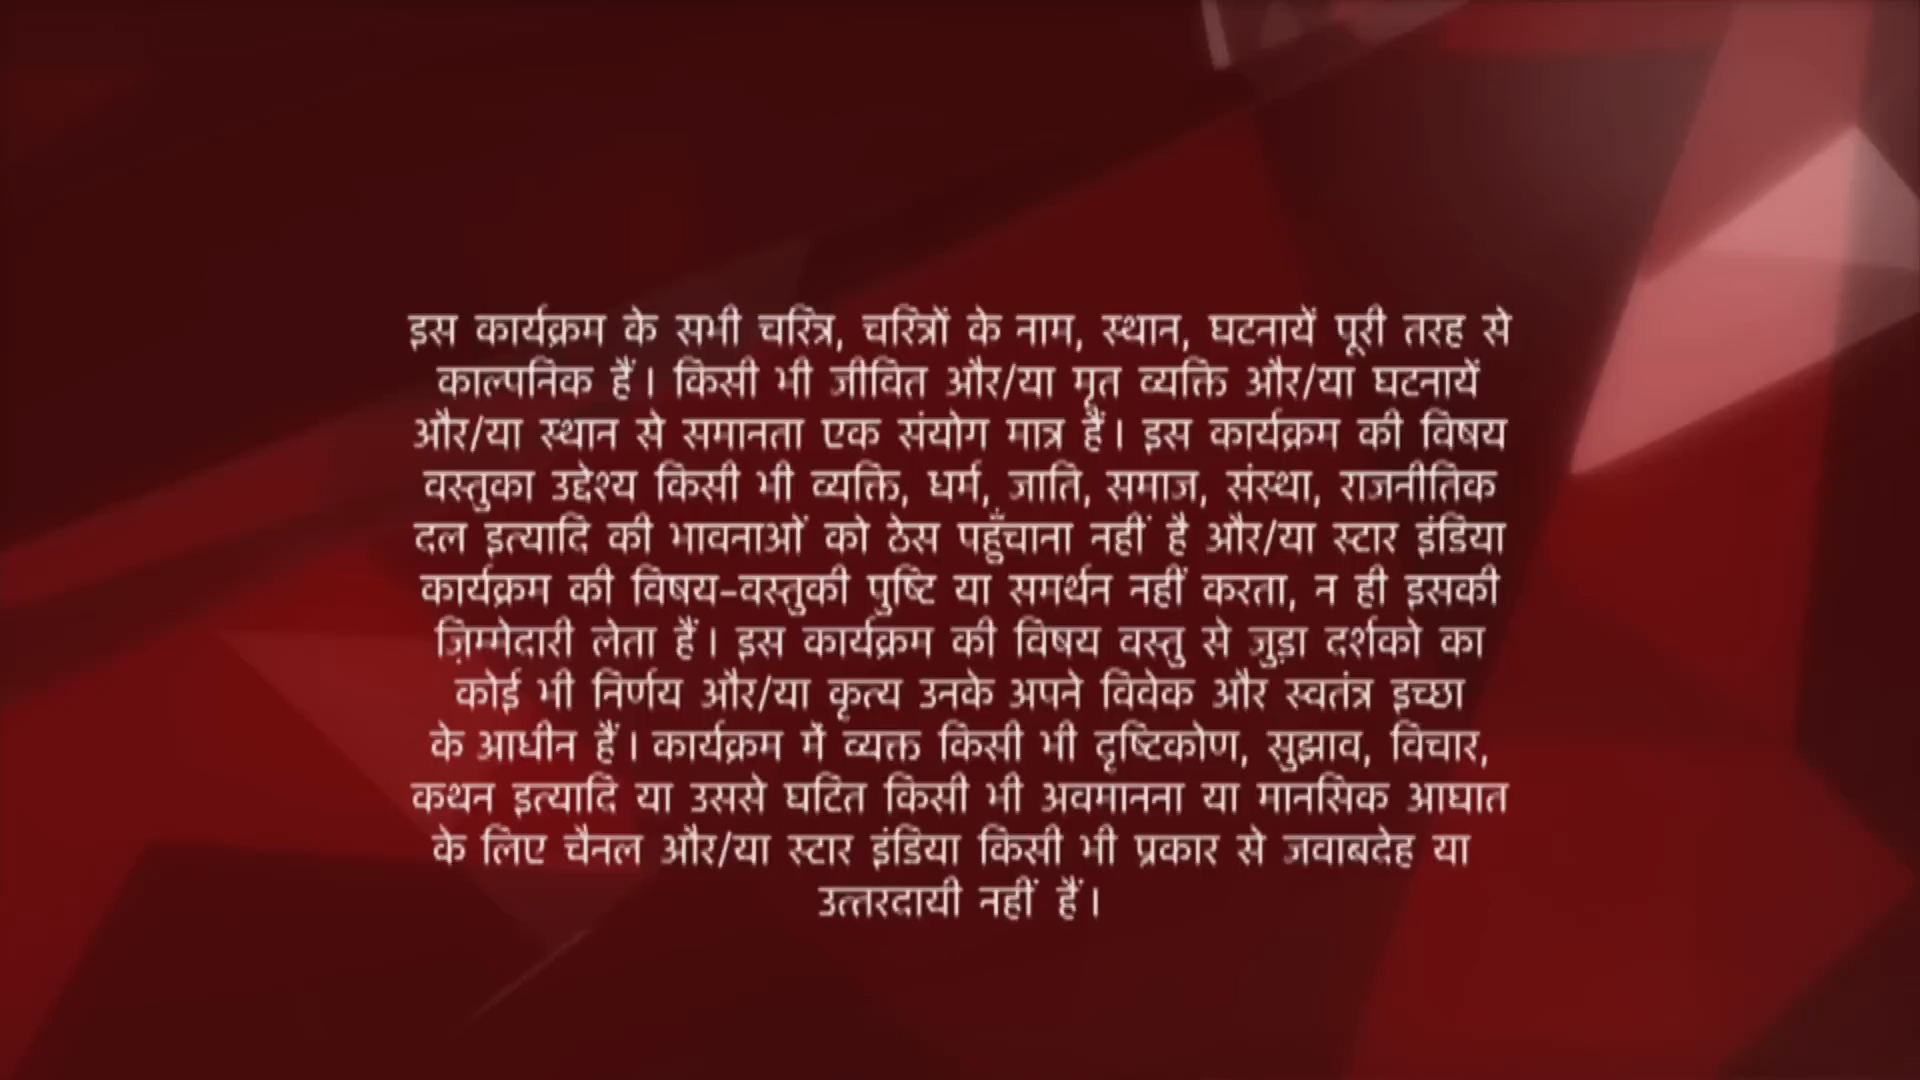 इस कार्यक्रम के सभी चरित्र, चरित्रों के नाम, स्थान, घटनायें पूरी तरह से
काल्पनिक हैं। किसी भी जीवित और/या मृत व्यक्ति और/या घटनायें
और/या स्थान से समानता एक संयोग मात्र हैं। इस कार्यक्रम की विषय
वस्तुका उद्देश्य किसी भी व्यक्ति, धर्म, जाति, समाज, संस्था, राजनीतिक
दल इत्यादि की भावनाओं को ठेस पहुँचाना नहीं है और/या स्टार इंडिया
कार्यक्रम की विषय-वस्तुकी पुष्टि या समर्थन नहीं करता, न ही इसकी
ज़िम्मेदारी लेता हैं। इस कार्यक्रम की विषय वस्तु से जुड़ा दर्शको का
कोई भी निर्णय और/या कृत्य उनके अपने विवेक और स्वतंत्र इच्छा
के आधीन हैं। कार्यक्रम में व्यक्त किसी भी दृष्टिकोण, सुझाव, विचार,
कथन इत्यादि या उससे घटित किसी भी अवमानना या मानसिक आघात
के लिए चैनल और/या स्टार इंडिया किसी भी प्रकार से जवाबदेह या
उत्तरदायी नहीं हैं।